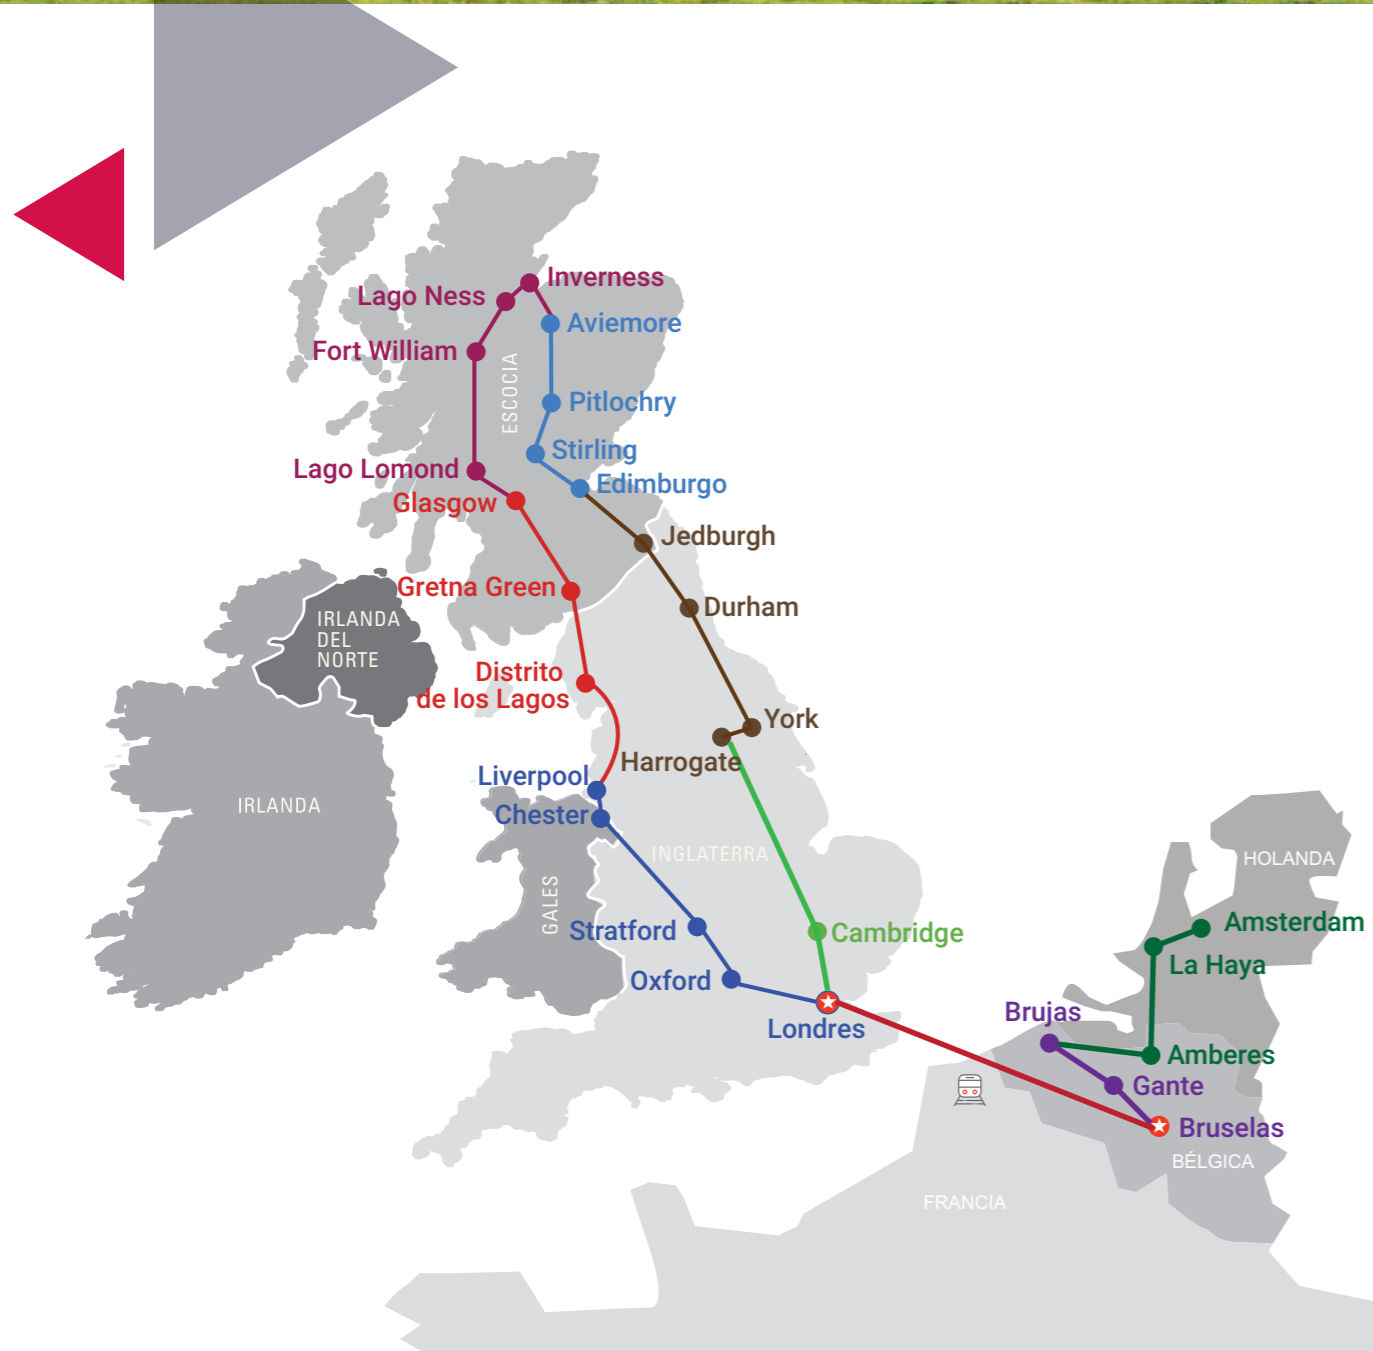 Inverness
Lago Ness
Aviemore
Fort William
ESCOCIA
Pitlochry
Stirling
Lago Lomond
Edimburgo
Glasgow
Jedburgh
Gretna Green
Durham
IRLANDA
DEL
NORTE
Distrito
de los Lagos
York
Harrogate
Liverpool
IRLANDA
Chester
INGLATERRA
HOLANDA
GALES
Stratford
Cambridge
Amsterdam
La Haya
Oxford
Londres
Brujas
Amberes
Gante
Bruselas
BÉLGICA
FRANCIA